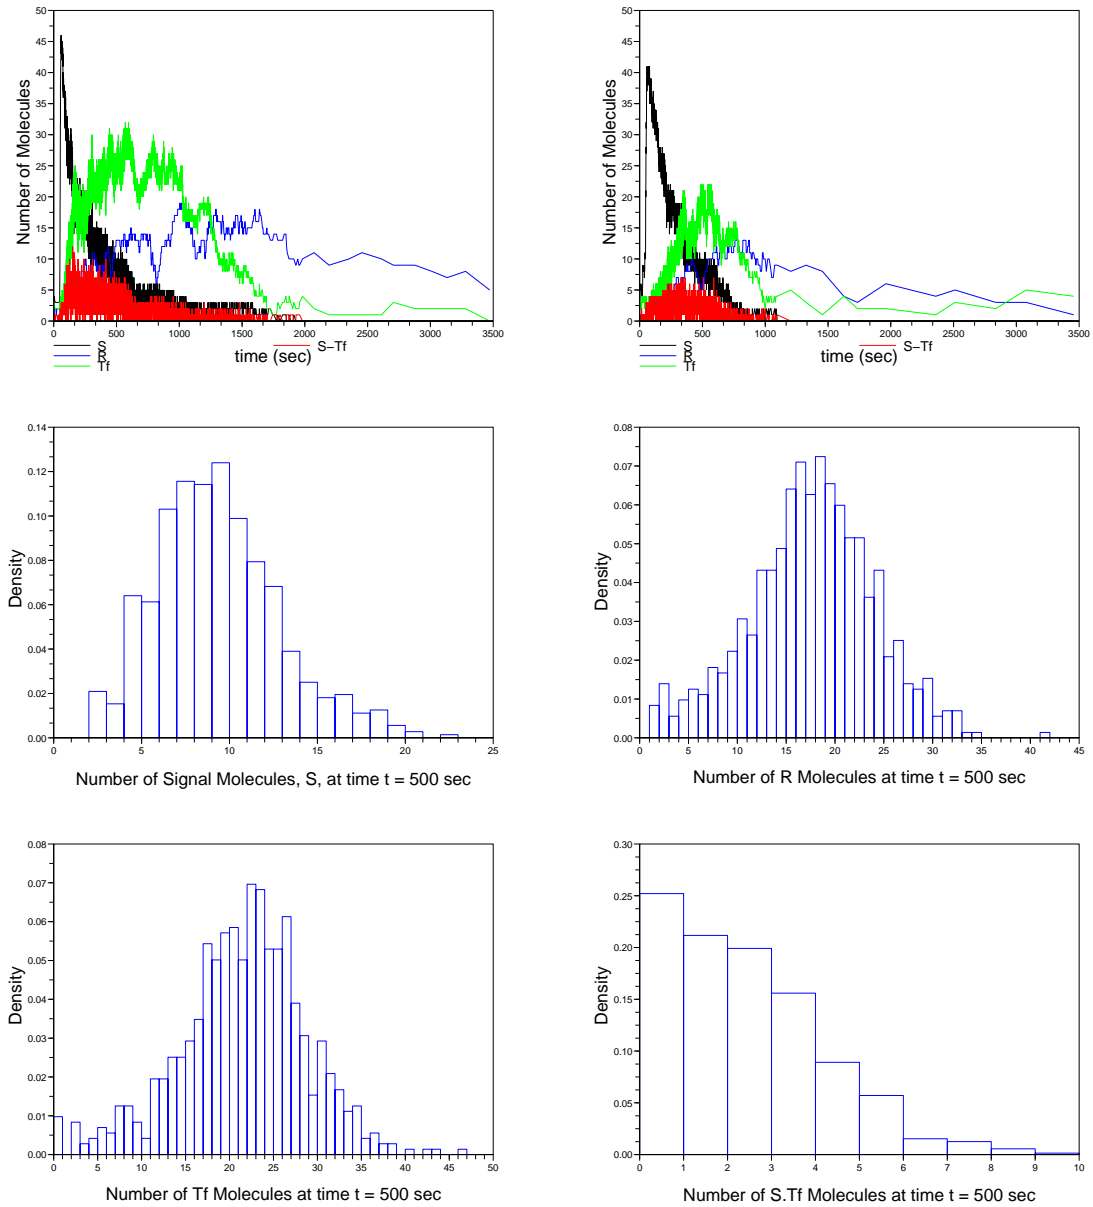 50
45
40
35
30
25
20
15
10
5
0
Number of Molecules
0 500 1000 1500 2000 2500 3000 3500
time (sec)
S
R
Tf
S−Tf
50
45
40
35
30
25
20
15
10
5
0
Number of Molecules
0 500 1000 1500 2000 2500 3000 3500
time (sec)
S
R
Tf
S−Tf
0.14
0.12
0.10
0.08
0.06
0.04
0.02
0.00
Density
0 5 10 15 20 25
Number of Signal Molecules, S, at time t = 500 sec
0.08
0.07
0.06
0.05
0.04
0.03
0.02
0.01
0.00
Density
0 5 10 15 20 25 30 35 40 45
Number of R Molecules at time t = 500 sec
0.08
0.07
0.06
0.05
0.04
0.03
0.02
0.01
0.00
Density
0 5 10 15 20 25 30 35 40 45 50
Number of Tf Molecules at time t = 500 sec
0.30
0.25
0.20
0.15
0.10
0.05
0.00
Density
0 1 2 3 4 5 6 7 8 9 10
Number of S.Tf Molecules at time t = 500 sec